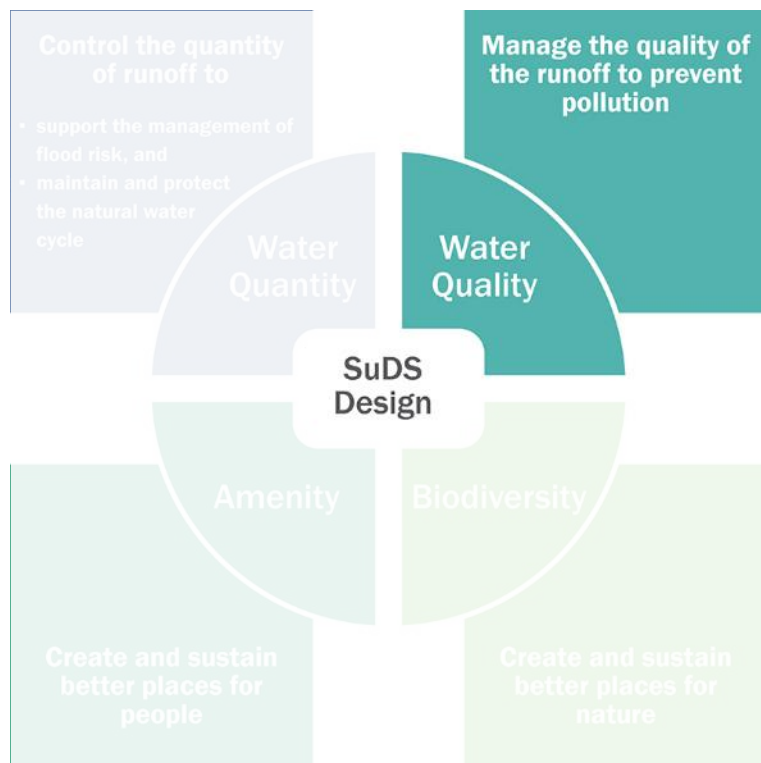 Control the quantity
of runoff to
• support the management of
flood risk, and
• maintain and protect
the natural water
cycle
Water
Quantity
Manage the quality of
the runoff to prevent
pollution
Water
Quality
SuDS
Design
Amenity
Create and sustain
better places for
people
Biodiversity
Create and sustain
better places for
nature